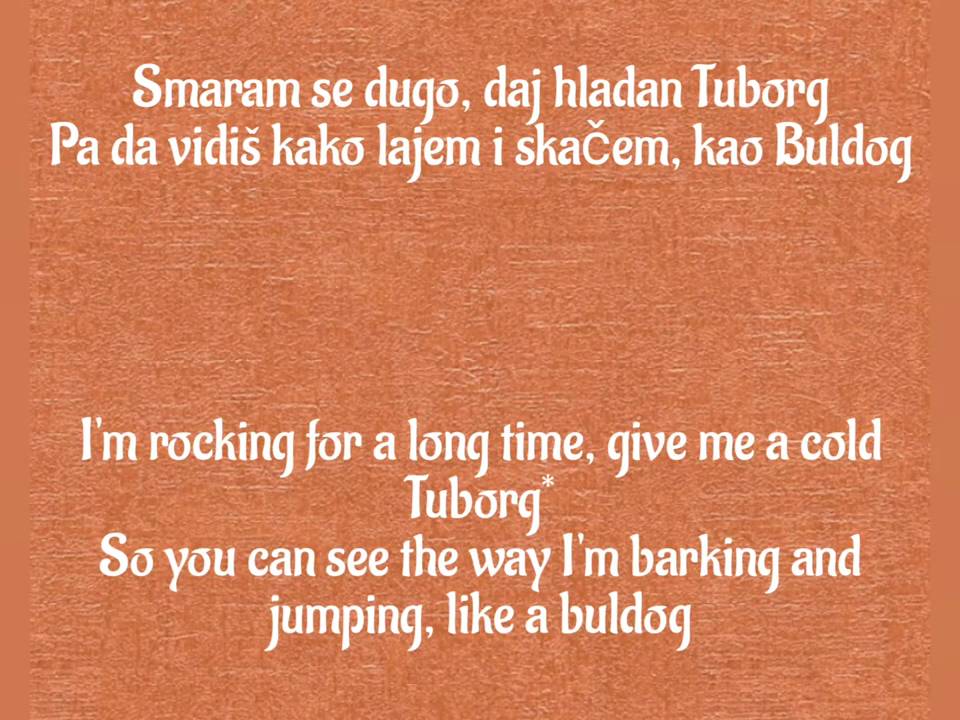 Smaram se dugo, daj hladan Tuborg
Pa da vidiš kako lajem i skaČem, kao Buldog
I'm rocking for a long time, give me a cold
Tuborg*
So you can see the way I'm barking and
jumping, like a buldog